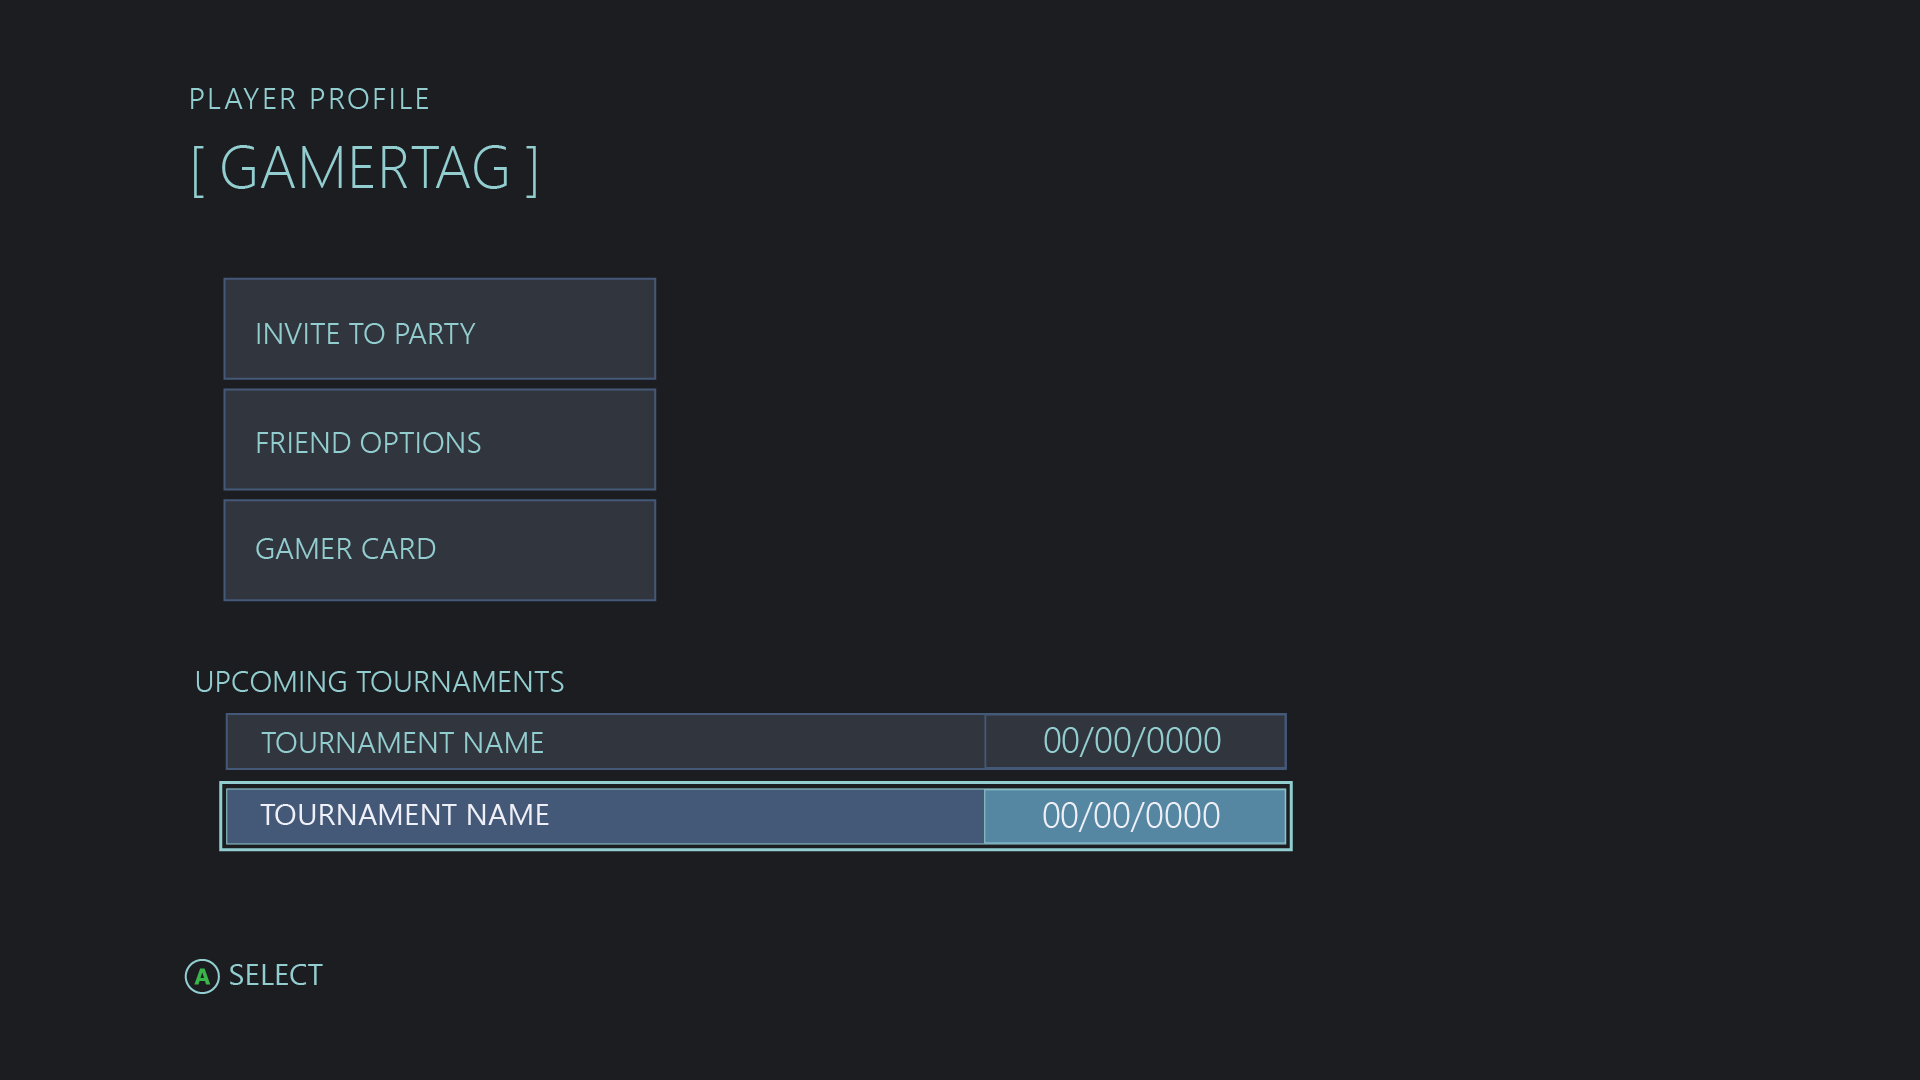 PLAYER PROFILE
[ GAMERTAG ]
INVITE TO PARTY
FRIEND OPTIONS
GAMER CARD
UPCOMING TOURNAMENTS
TOURNAMENT NAME 00/00/0000
TOURNAMENT NAME 00/00/0000
A SELECT